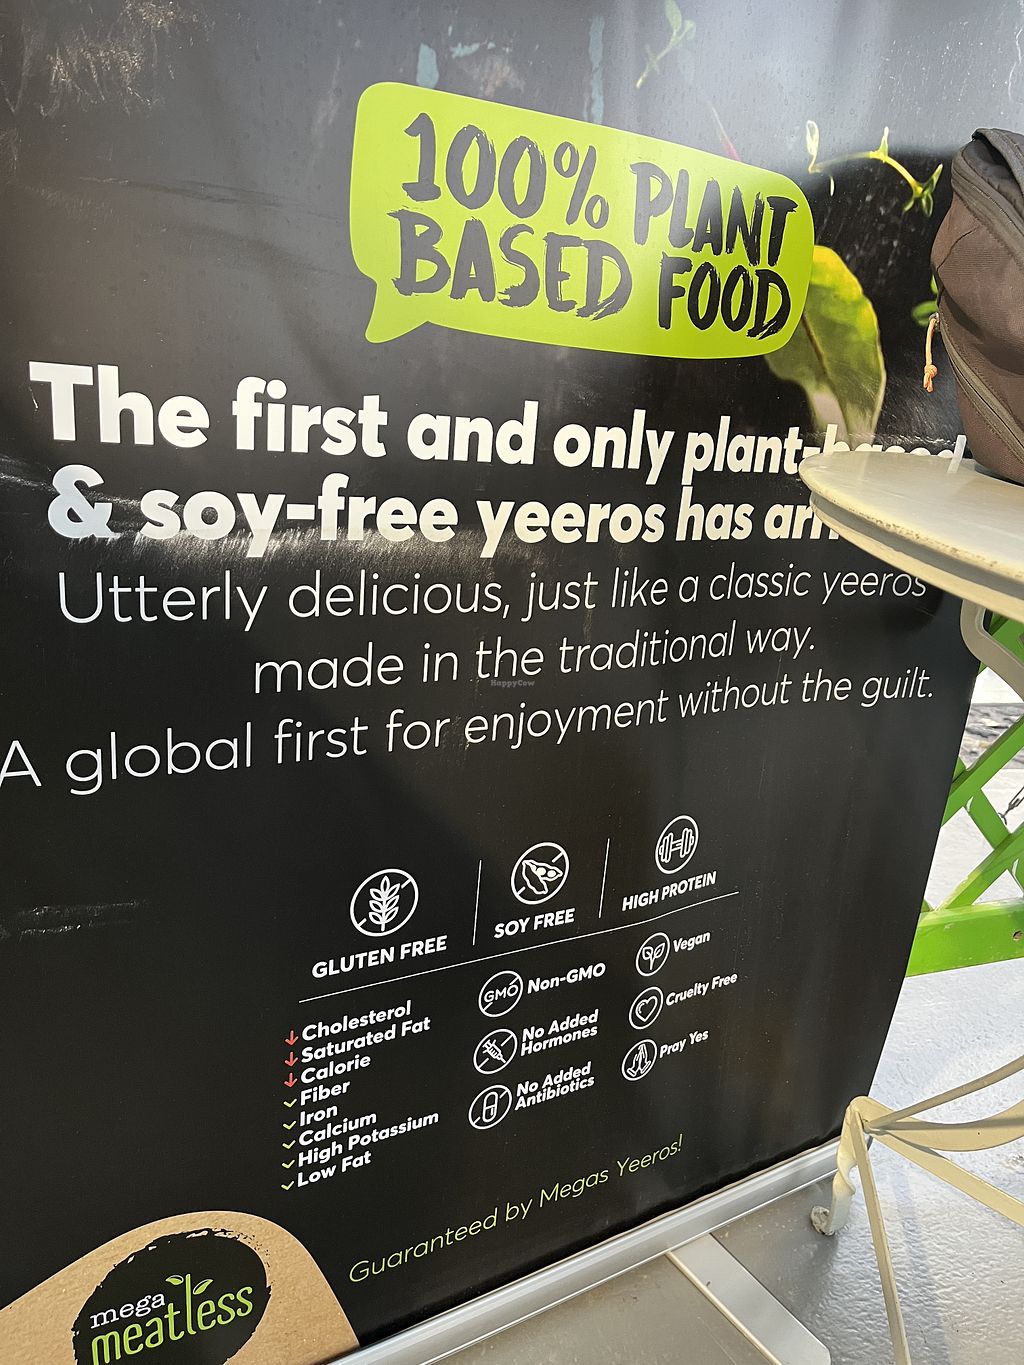 100% PLANT
BASED FOOD
The first and only
& soy-free yeeros has
Utterly delicious, just like a classic yeeros
made in the traditional way.
HappyCow
A global first for enjoyment without the guilt.
GLUTEN FREE
SOY FREE
HIGH PROTEIN
Cholesterol
Saturated Fat
Calorie
Fiber
Iron
Calcium
High Potassium
Low Fat
GMO Non-GMO
No Added
Hormones
No Added
Antibiotics
Vegan
Cruelty Free
Pray Yes
Guaranteed by Megas Yeeros!
mega
meatless